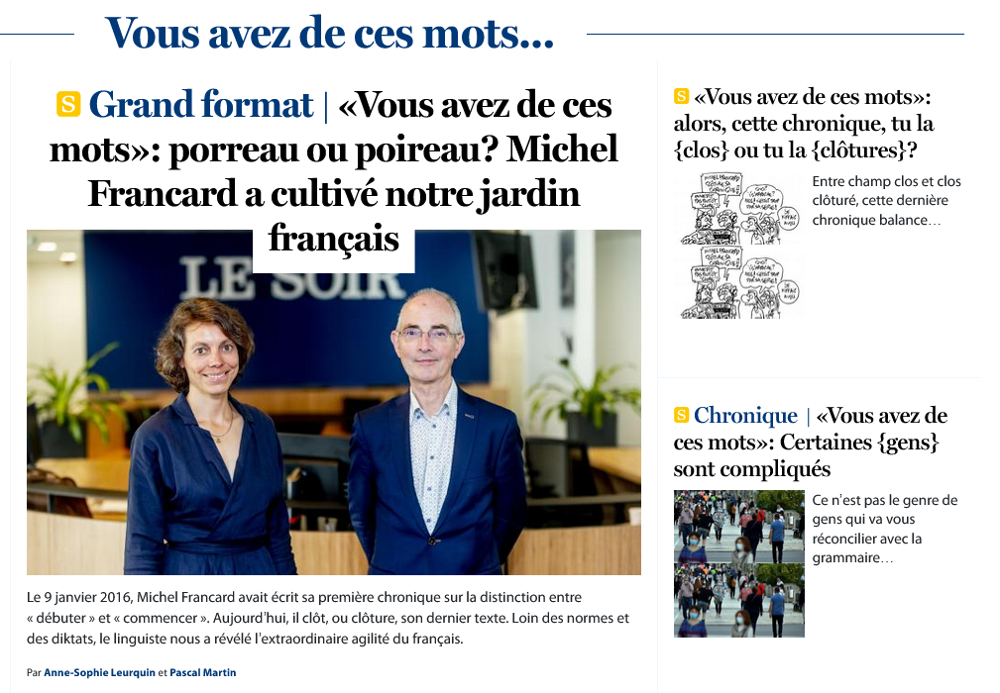 Vous avez de ces mots...
S Grand format | «Vous avez de ces
mots»: porreau ou poireau? Michel
Francard a cultivé notre jardin
français
LE SOIR
Le 9 janvier 2016, Michel Francard avait écrit sa première chronique sur la distinction entre
« débuter » et « commencer ». Aujourd’hui, il clôt, ou clôture, son dernier texte. Loin des normes et
des diktats, le linguiste nous a révélé l’extraordinaire agilité du français.
Par Anne-Sophie Leurquin et Pascal Martin
S «Vous avez de ces mots»:
alors, cette chronique, tu la
{clos} ou tu la {clôtures}?
Entre champ clos et clos
clôturé, cette dernière
chronique balance…
S Chronique | «Vous avez de
ces mots»: Certaines {gens}
sont compliqués
Ce n’est pas le genre de
gens qui va vous
réconcilier avec la
grammaire…